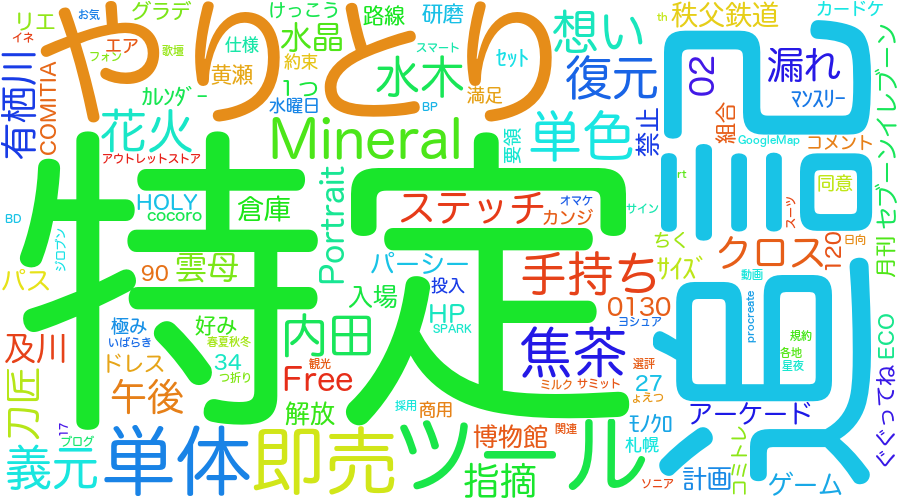 リエ
グラデ
けっこう
路線
研磨
想い
秩父鉄道
カードケ
お気
th
イネ
やりとり
エア
フォン
歌壇
仕様
水晶
スマート
ｾｯﾄ
復元
02
漏れ
有栖川
COMITIA
黄瀬
約束
水木
満足
ﾏﾝｽﾘｰ
ｶﾚﾝﾀﾞｰ
1つ
水曜日
BP
花火
Mineral
要領
単色
禁止
組合
GoogleMap
コメント
セブーンイレブーン
アウトレットストア
rt
同意
HOLY
cocoro
倉庫
Portrait
ステッチ
オマケ
カンジ
サイン
スーツ
BD
ジロブン
特定
ちく
クロス
120
日向
月刊
パス
90
雲母
パーシー
手持ち
ｻｲｽﾞ
動画
入場
投入
HP
SPARK
0130
ヨシュア
procreate
ECO
極み
いばらき
好み
春夏秋冬
内田
焦茶
規約
各地
星夜
及川
ドレス
34
つ折り
観光
Free
ミルク
サミット
選評
27
ょえつ
刀匠
午後
解放
採用
商用
アーケード
ぐぐってね
17
ブログ
単体
即売
ツール
博物館
関連
ﾓﾉｸﾛ
札幌
コミトレ
義元
指摘
ソニア
計画
ゲーム